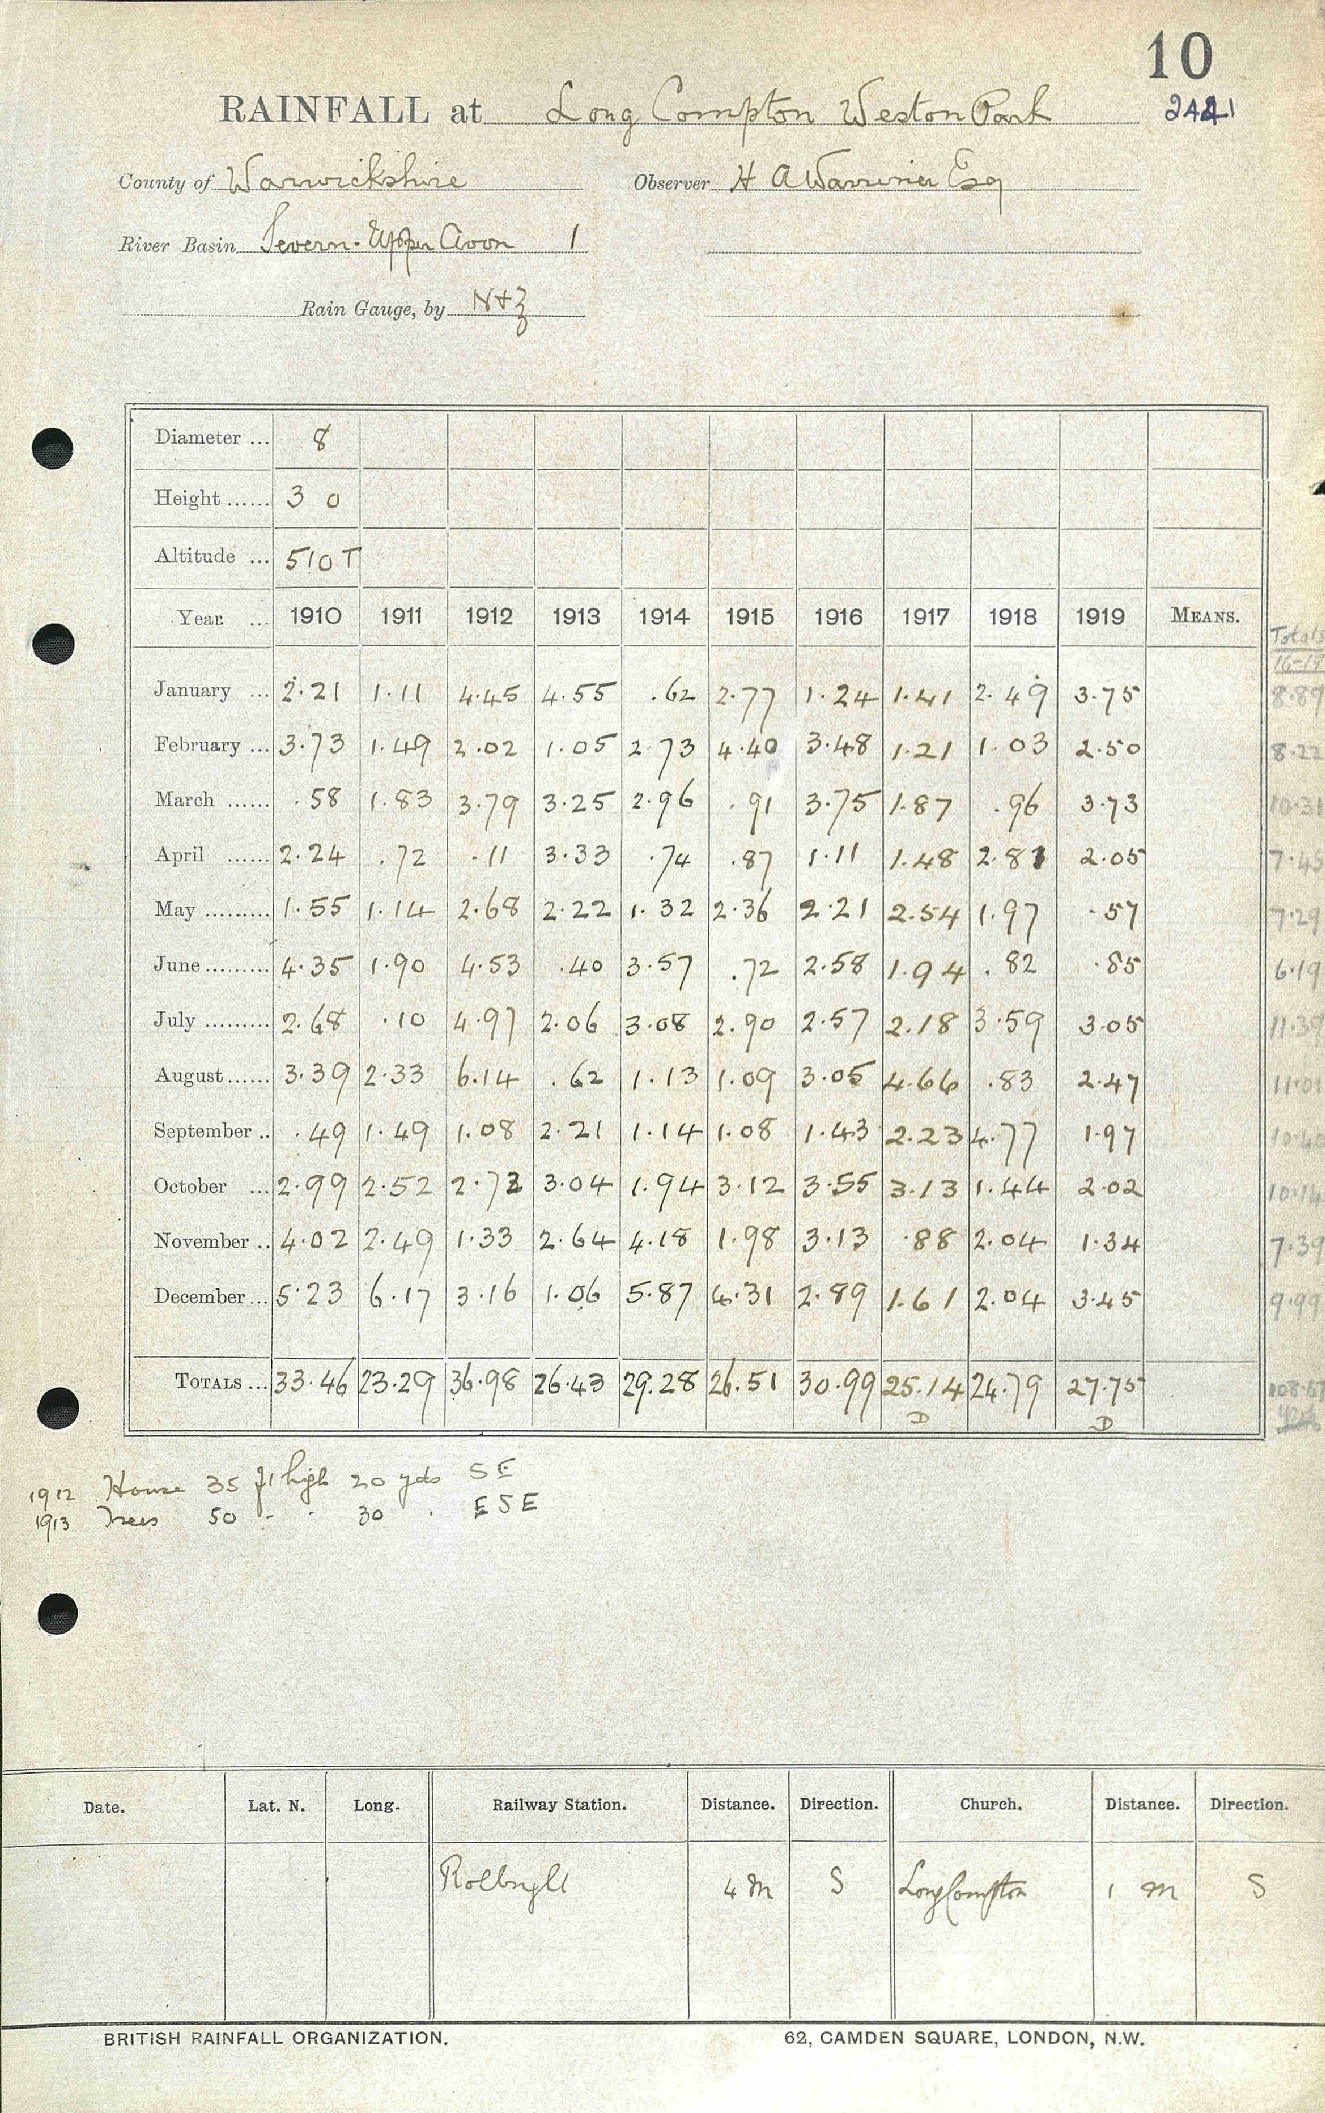 10
RAINFALL at Long Compton Weston Park 2421
County of Warwickshire Observer H A Warriner Esq
River Basin Severn. Upper Avon 1
Rain Gauge, by N+Z
Diameter ... 8
Height ...... 3 0
Altitude ... 510 T
Year ... 1910 1911 1912 1913 1914 1915 1916 1917 1918 1919 MEANS. Totals
16-19
January ... 2.21 1.11 4.45 4.55 .62 2.77 1.24 1.41 2.49 3.75 8.89
February ... 3.73 1.49 2.02 1.05 2.73 4.40 3.48 1.21 1.03 2.50 8.22
March ...... .58 1.83 3.79 3.25 2.96 .91 3.75 1.87 .96 3.73 10.31
April ...... 2.24 .72 .11 3.33 .74 .87 1.11 1.48 2.81 2.05 7.45
May ......... 1.55 1.14 2.68 2.22 1.32 2.36 2.21 2.54 1.97 .57 7.29
June ......... 4.35 1.90 4.53 .40 3.57 .72 2.58 1.94 .82 .85 6.19
July ......... 2.68 .10 4.97 2.06 3.08 2.90 2.57 2.18 3.59 3.05 11.39
August ...... 3.39 2.33 6.14 .62 1.13 1.09 3.05 4.66 .83 2.47 11.01
September .. .49 1.49 1.08 2.21 1.14 1.08 1.43 2.23 4.77 1.97 10.40
October ... 2.99 2.52 2.72 3.04 1.94 3.12 3.55 3.13 1.44 2.02 10.14
November .. 4.02 2.49 1.33 2.64 4.18 1.98 3.13 .88 2.04 1.34 7.39
December ... 5.23 6.17 3.16 1.06 5.87 4.31 2.89 1.61 2.04 3.45 9.99
TOTALS ... 33.46 23.29 36.98 26.43 29.28 26.51 30.99 25.14 24.79 27.75 108.67
D D
1912 House 35 ft high 20 yds SE
1913 Trees 50 " " 30 " ESE
Date. Lat. N. Long. Railway Station. Distance. Direction. Church. Distance. Direction.
Rollright 4 m S Long Compton 1 m S
BRITISH RAINFALL ORGANIZATION. 62, CAMDEN SQUARE, LONDON, N.W.